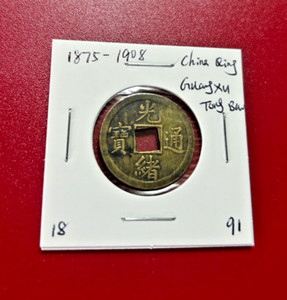 1875-1908
China Qing
Guangxu
Tong Bao
光
寶 通
緒
18
91